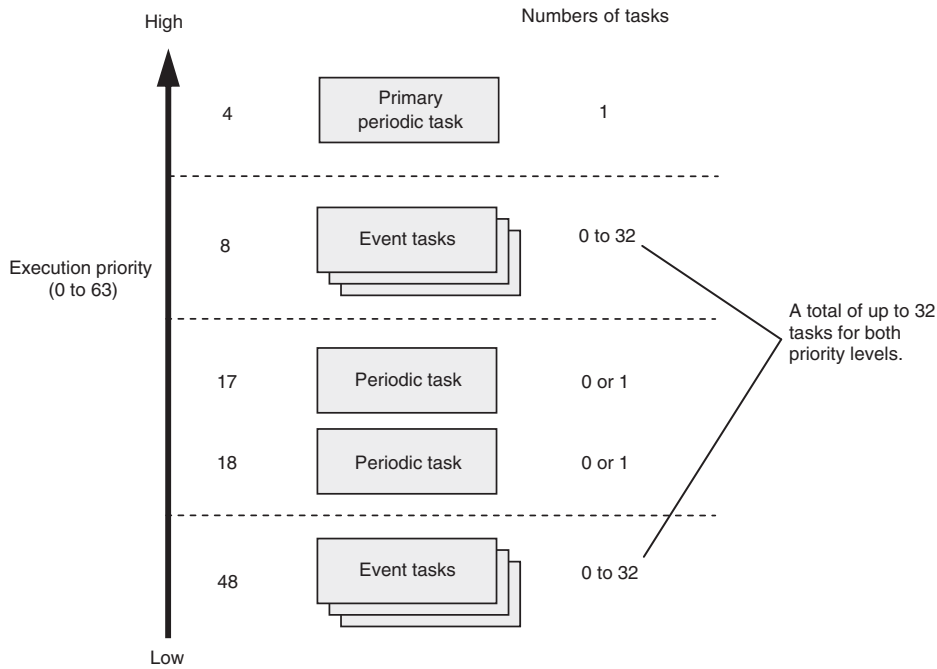 Numbers of tasks
High
4
Primary
periodic task
1
8
Event tasks
0 to 32
Execution priority
(0 to 63)
A total of up to 32
tasks for both
priority levels.
17
Periodic task
0 or 1
18
Periodic task
0 or 1
48
Event tasks
0 to 32
Low